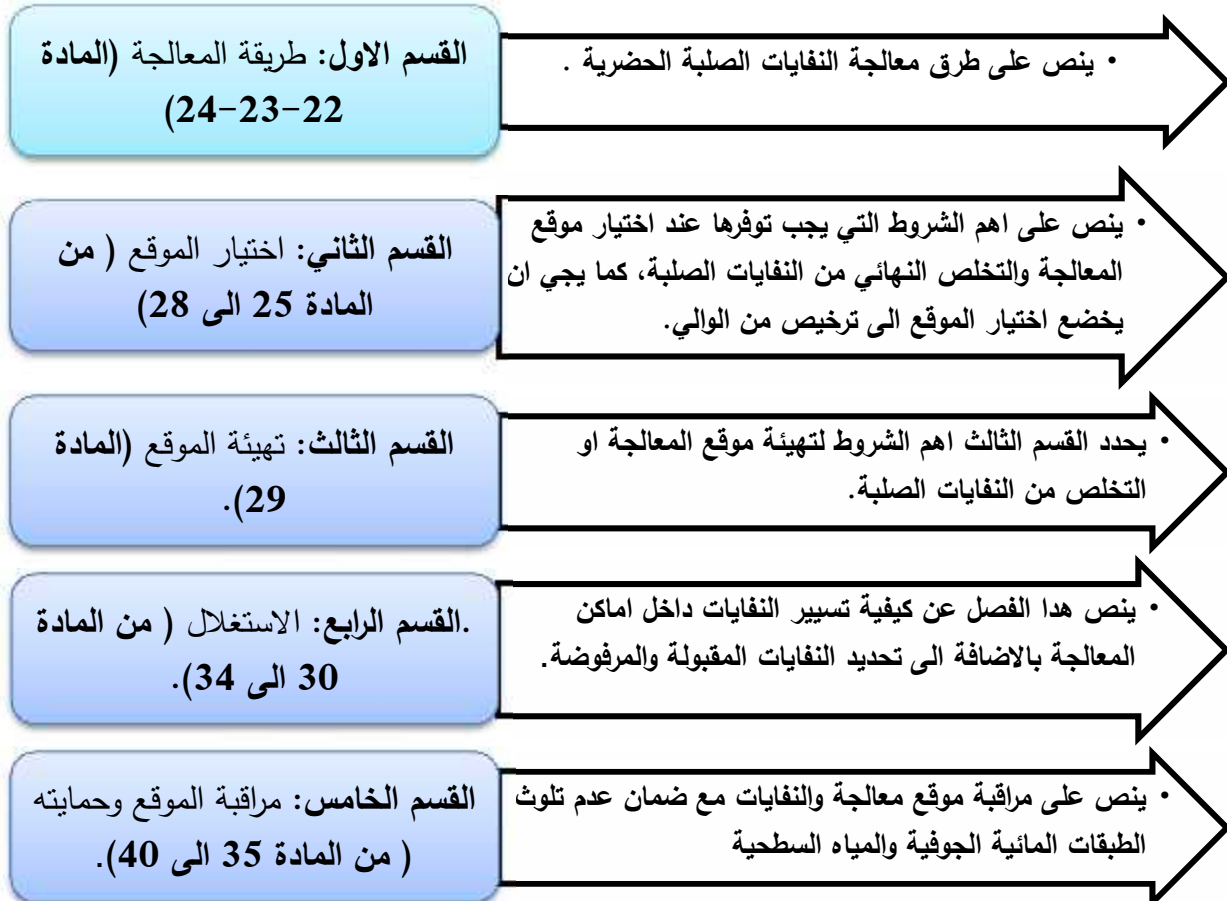 القسم الاول: طريقة المعالجة (المادة
22-23-24)
• ينص على طرق معالجة النفايات الصلبة الحضرية .
القسم الثاني: اختيار الموقع ( من
المادة 25 الى 28)
• ينص على اهم الشروط التي يجب توفرها عند اختيار موقع
المعالجة والتخلص النهائي من النفايات الصلبة، كما يجي ان
يخضع اختيار الموقع الى ترخيص من الوالي.
القسم الثالث: تهيئة الموقع (المادة
29).
• يحدد القسم الثالث اهم الشروط لتهيئة موقع المعالجة او
التخلص من النفايات الصلبة.
.القسم الرابع: الاستغلال ( من المادة
30 الى 34).
• ينص هدا الفصل عن كيفية تسيير النفايات داخل اماكن
المعالجة بالاضافة الى تحديد النفايات المقبولة والمرفوضة.
القسم الخامس: مراقبة الموقع وحمايته
( من المادة 35 الى 40).
• ينص على مراقبة موقع معالجة والنفايات مع ضمان عدم تلوث
الطبقات المائية الجوفية والمياه السطحية